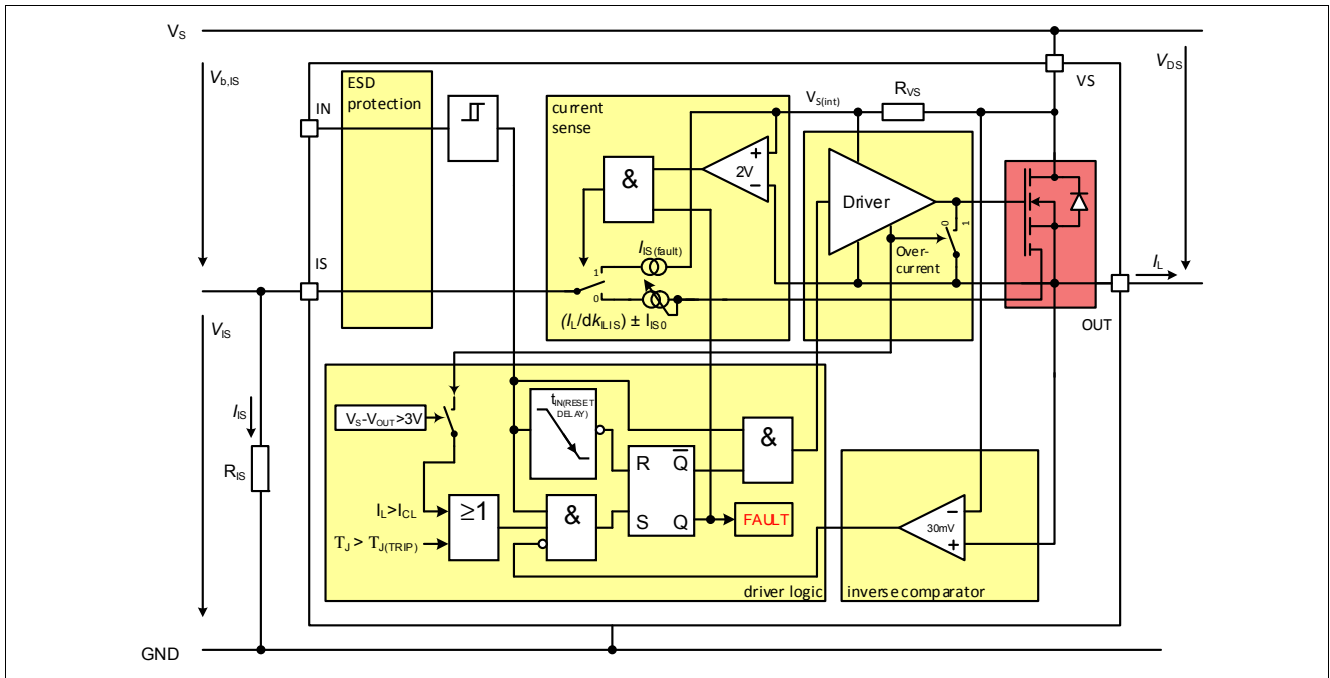 VS
Vb,IS
VDS
ESD
protection
IN
current
sense
VS(int)
RVS
VS
&
+
2V
−
Driver
0
1
Over-
current
IIS(fault)
1
0
(IL/dkILIS) ± IIS0
IS
IL
OUT
VIS
IIS
RIS
VS-VOUT>3V
tIN(RESET
DELAY)
R
Q
S
Q
&
IL>ICL
≥1
&
TJ > TJ(TRIP)
FAULT
driver logic
−
30mV
+
inverse comparator
GND